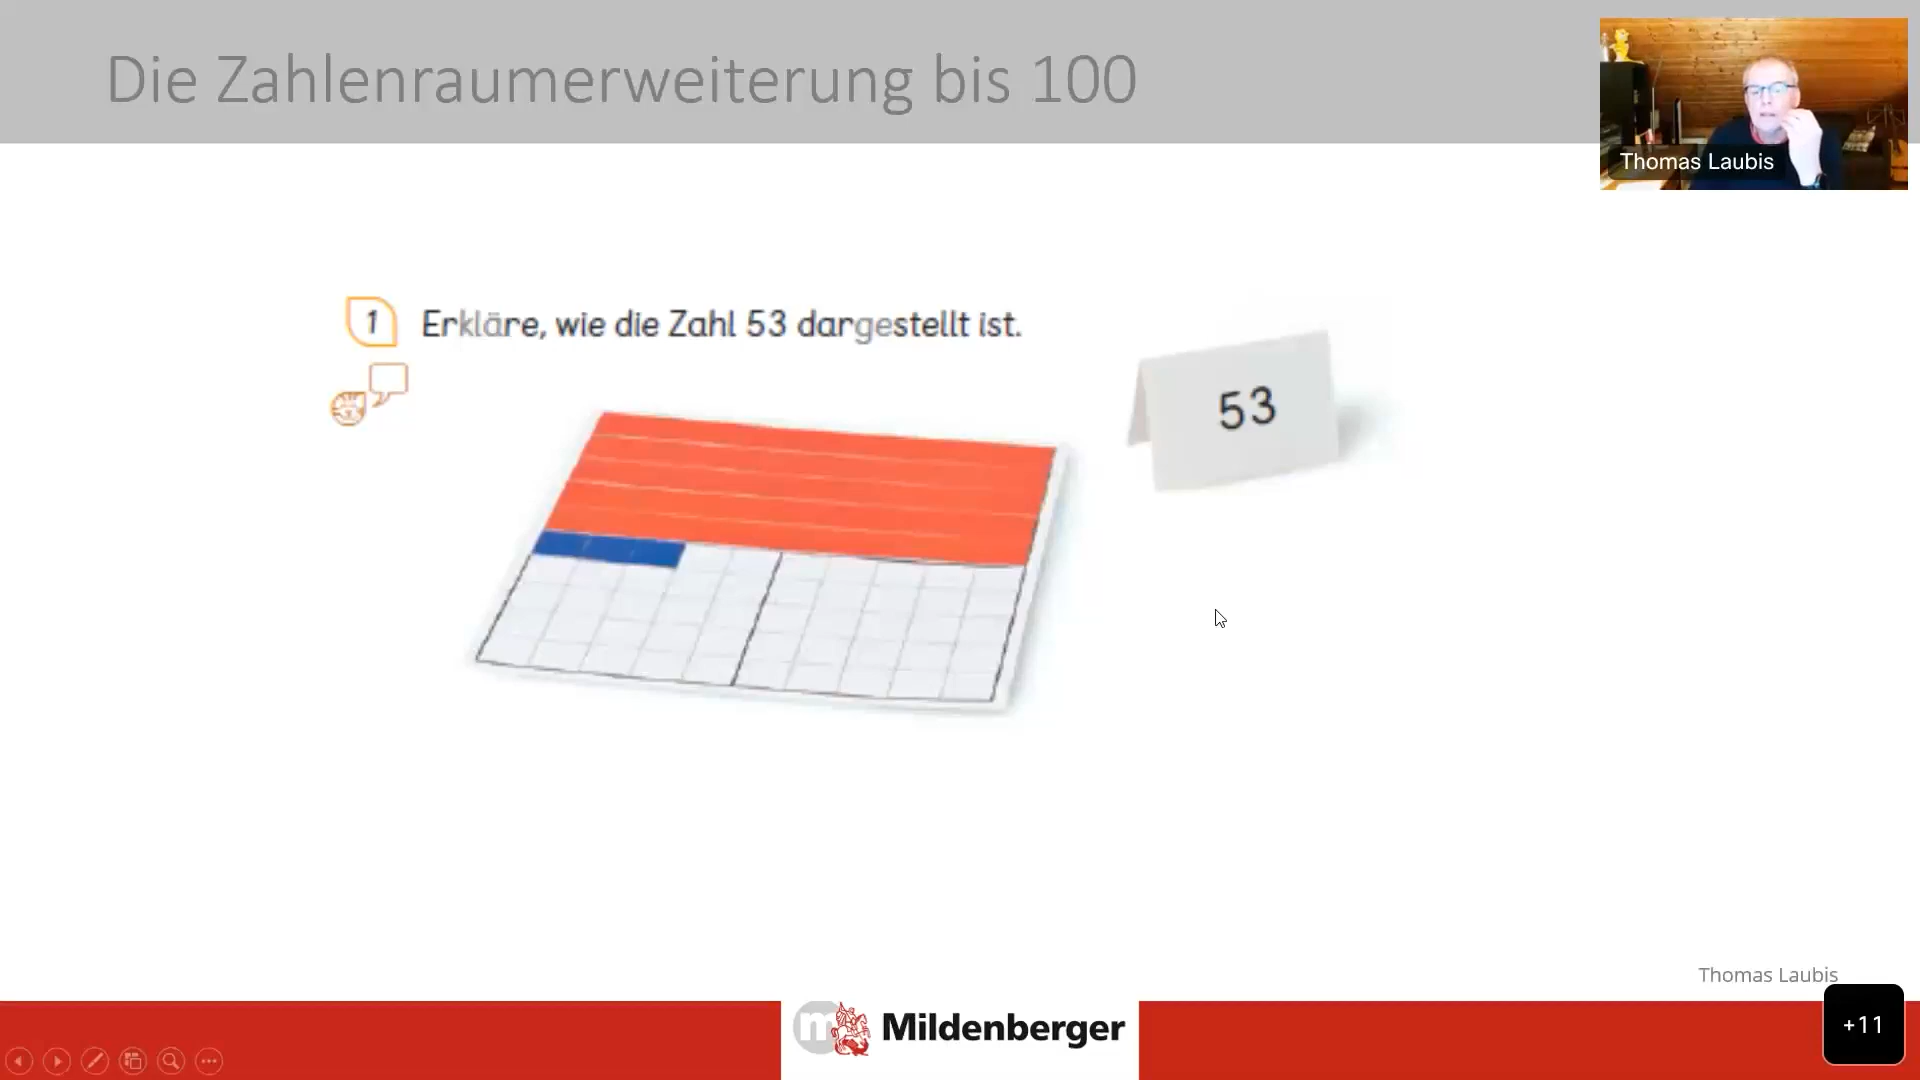 Die Zahlenraumerweiterung bis 100
Thomas Laubis
1 Erkläre, wie die Zahl 53 dargestellt ist.
53
Thomas Laubis
m Mildenberger
+11